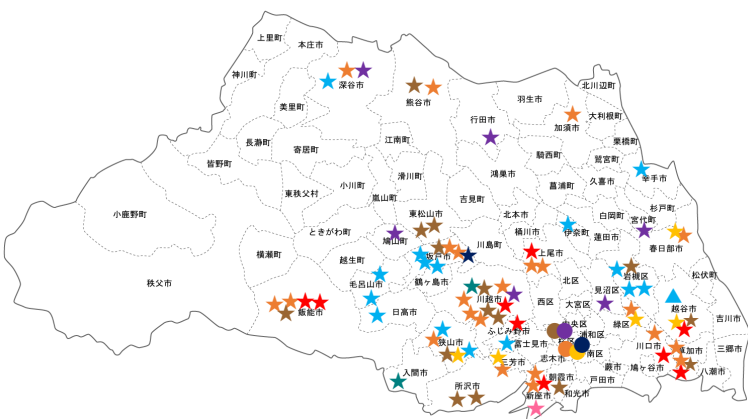 上里町
本庄市
神川町
深谷市
美里町
熊谷市
北川辺町
羽生市
行田市
大利根町
加須市
長瀞町
寄居町
江南町
栗橋町
騎西町
鷲宮町
皆野町
滑川町
鴻巣市
久喜市
幸手市
小川町
菖蒲町
東秩父村
嵐山町
吉見町
小鹿野町
東松山市
北本市
白岡町
杉戸町
宮代町
ときがわ町
鳩山町
川島町
桶川市
伊奈町
蓮田市
春日部市
横瀬町
越生町
坂戸市
上尾市
秩父市
毛呂山市
鶴ヶ島市
北区
岩槻区
松伏町
見沼区
日高市
川越市
西区
大宮区
越谷市
飯能市
吉川市
中央区
緑区
ふじみ野市
浦和区
桜区
狭山市
富士見市
川口市
草加市
三郷市
南区
三芳市
志木市
蕨市
鳩ヶ谷市
八潮市
入間市
朝霞市
戸田市
所沢市
新座市
和光市